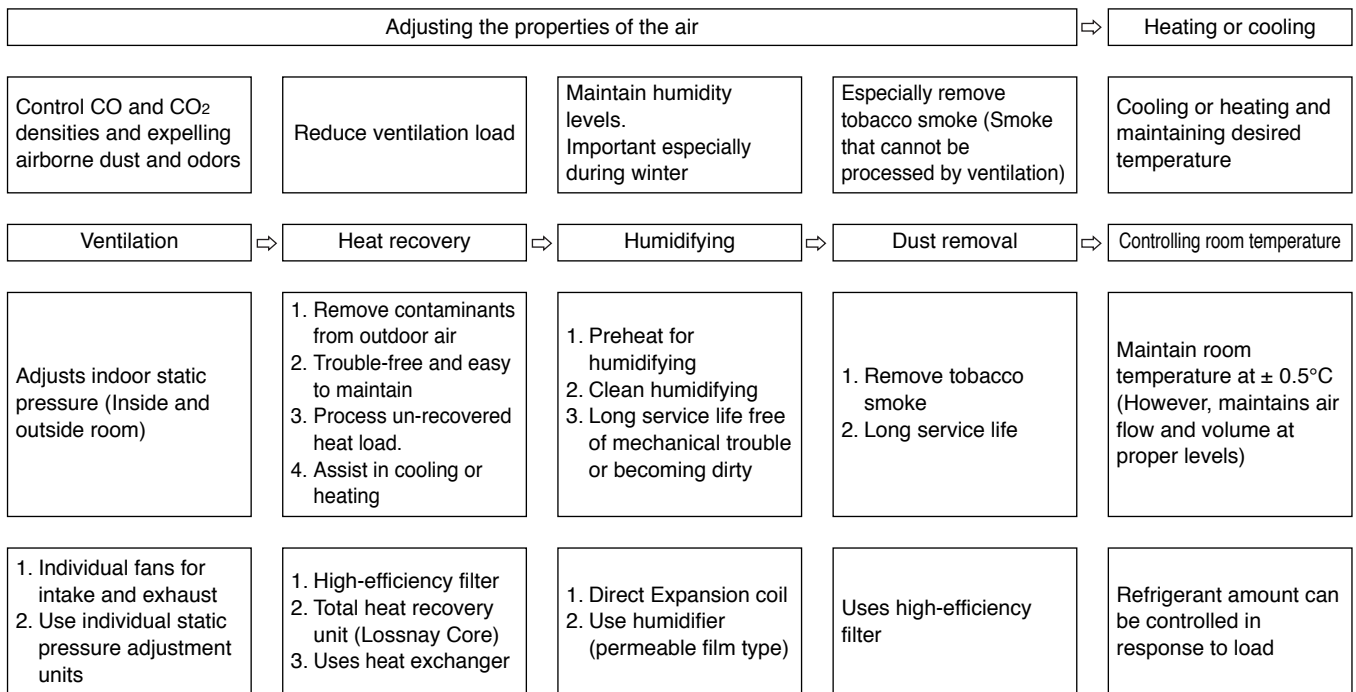 Adjusting the properties of the air
⇨
Heating or cooling
Control CO and CO2
densities and expelling
airborne dust and odors
Reduce ventilation load
Maintain humidity
levels.
Important especially
during winter
Especially remove
tobacco smoke (Smoke
that cannot be
processed by ventilation)
Cooling or heating and
maintaining desired
temperature
Ventilation
⇨
Heat recovery
⇨
Humidifying
⇨
Dust removal
⇨
Controlling room temperature
Adjusts indoor static
pressure (Inside and
outside room)
1. Remove contaminants
from outdoor air
2. Trouble-free and easy
to maintain
3. Process un-recovered
heat load.
4. Assist in cooling or
heating
1. Preheat for
humidifying
2. Clean humidifying
3. Long service life free
of mechanical trouble
or becoming dirty
1. Remove tobacco
smoke
2. Long service life
Maintain room
temperature at ± 0.5°C
(However, maintains air
flow and volume at
proper levels)
1. Individual fans for
intake and exhaust
2. Use individual static
pressure adjustment
units
1. High-efficiency filter
2. Total heat recovery
unit (Lossnay Core)
3. Uses heat exchanger
1. Direct Expansion coil
2. Use humidifier
(permeable film type)
Uses high-efficiency
filter
Refrigerant amount can
be controlled in
response to load